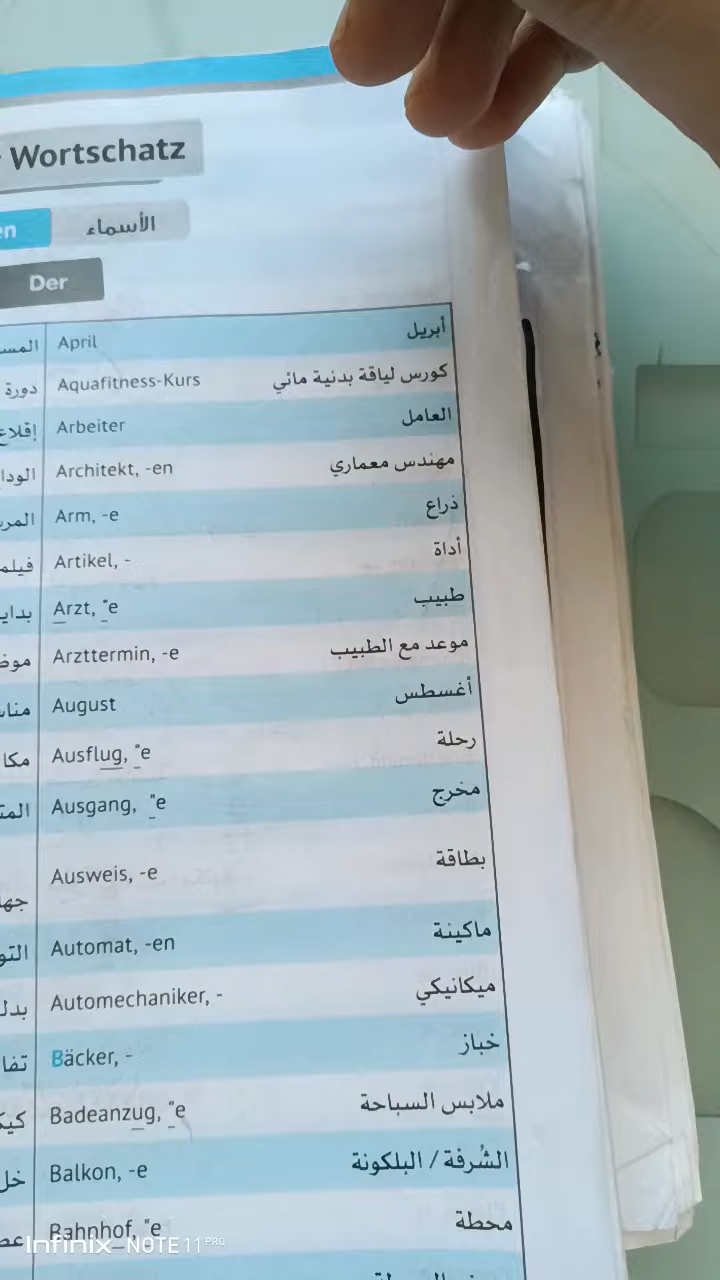 Wortschatz
en الأسماء
Der
April أبريل
Aquafitness-Kurs كورس لياقة بدنية مائي
Arbeiter العامل
Architekt, -en مهندس معماري
Arm, -e ذراع
Artikel, - أداة
Arzt, ¨e طبيب
Arzttermin, -e موعد مع الطبيب
August أغسطس
Ausflug, ¨e رحلة
Ausgang, ¨e مخرج
Ausweis, -e بطاقة
Automat, -en ماكينة
Automechaniker, - ميكانيكي
Bäcker, - خباز
Badeanzug, ¨e ملابس السباحة
Balkon, -e الشُرفة / البلكونة
Bahnhof, ¨e محطة
Infinix NOTE 11 PRO